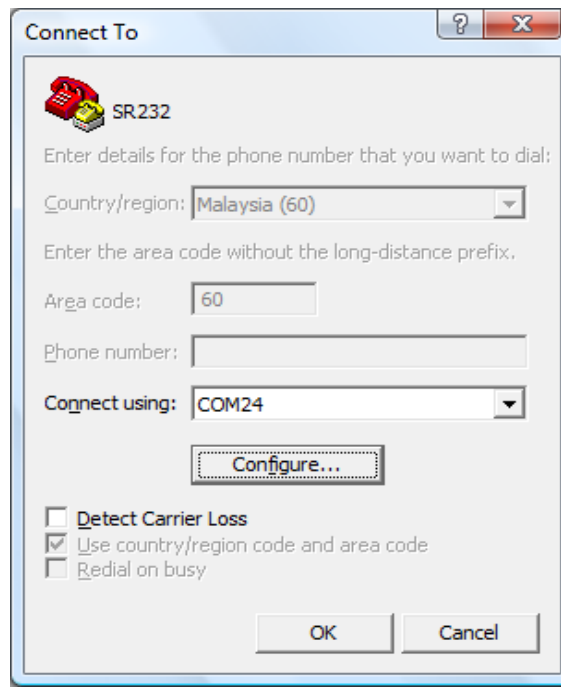 Connect To
SR232
Enter details for the phone number that you want to dial:
Country/region: Malaysia (60)
Enter the area code without the long-distance prefix.
Area code: 60
Phone number:
Connect using: COM24
Configure...
Detect Carrier Loss
Use country/region code and area code
Redial on busy
OK Cancel